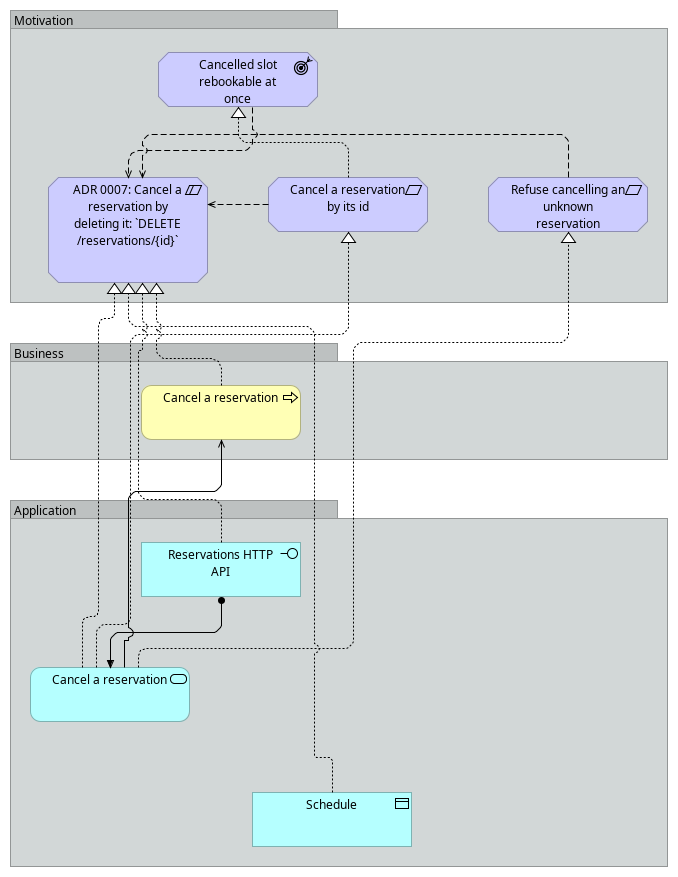 Motivation
Cancelled slot
rebookable at
once
ADR 0007: Cancel a
reservation by
deleting it: `DELETE
/reservations/{id}`
Cancel a reservation
by its id
Refuse cancelling an
unknown
reservation
Business
Cancel a reservation
Application
Reservations HTTP
API
Cancel a reservation
Schedule